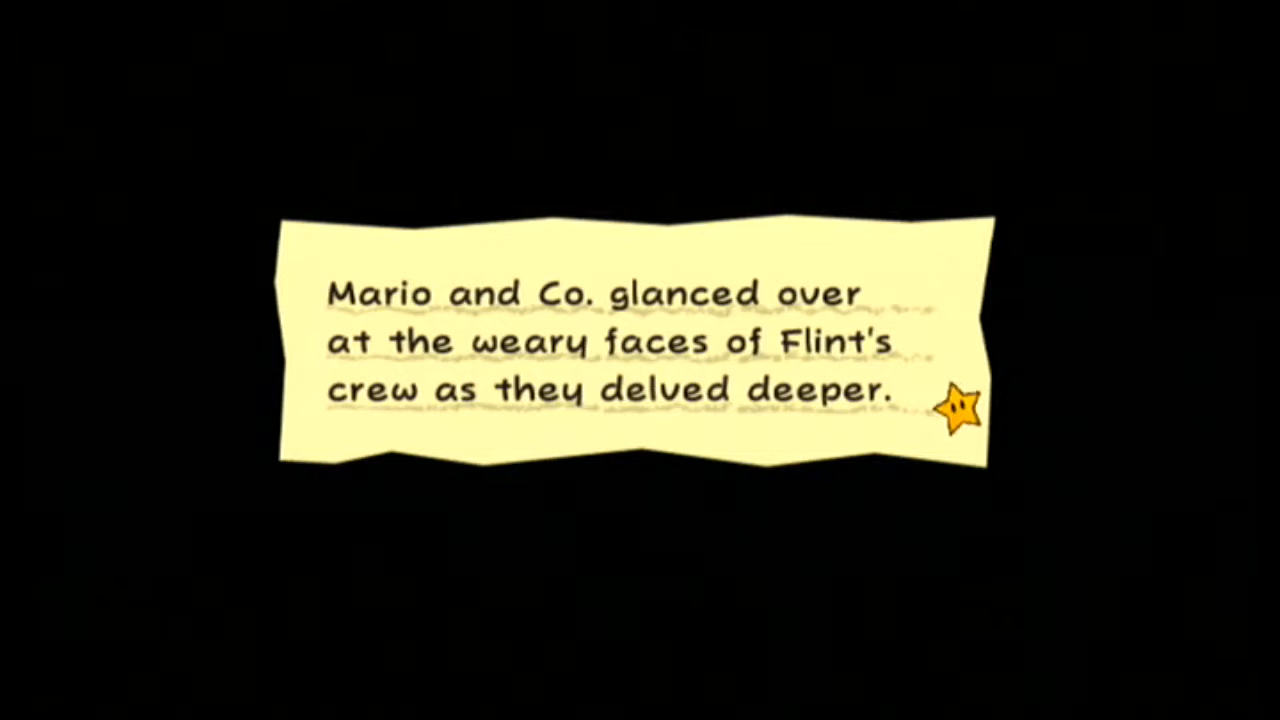 Mario and Co. glanced over
at the weary faces of Flint's
crew as they delved deeper.